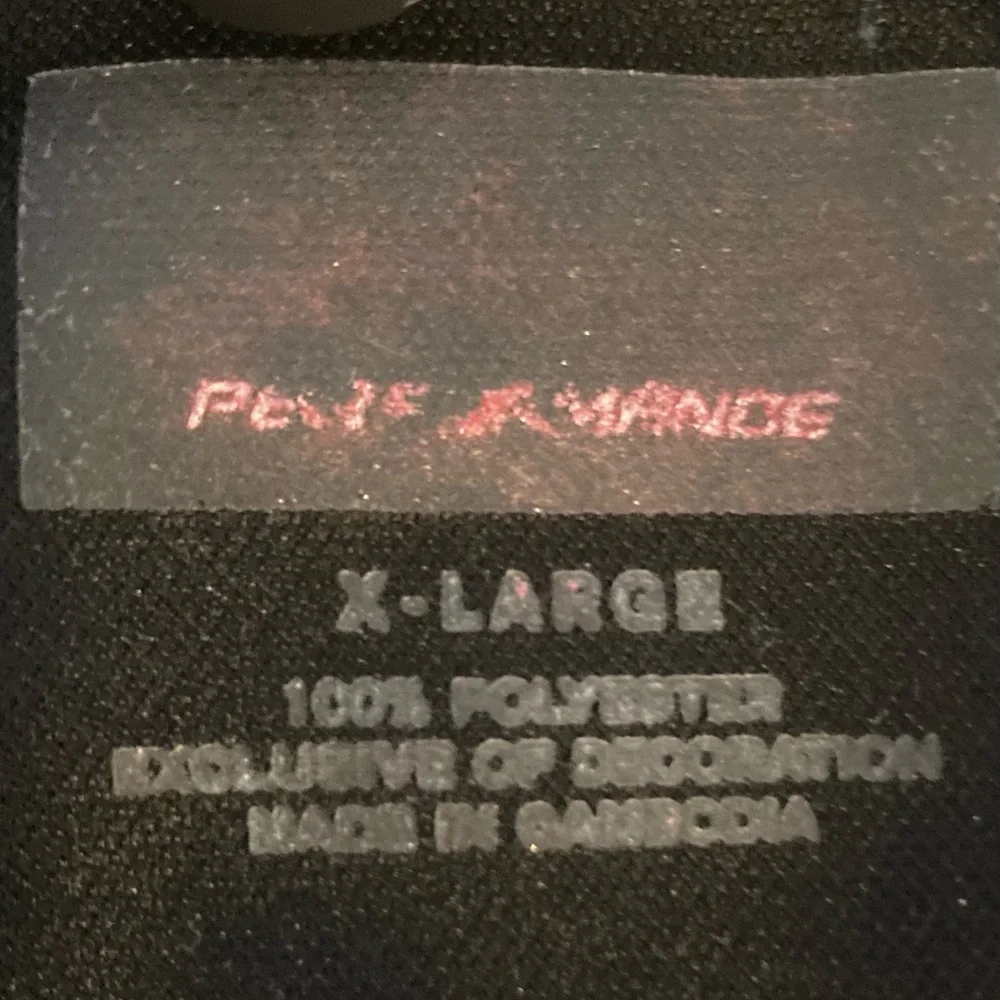 X-LARGE
100% POLYESTER
EXCLUSIVE OF DECORATION
MADE IN CAMBODIA